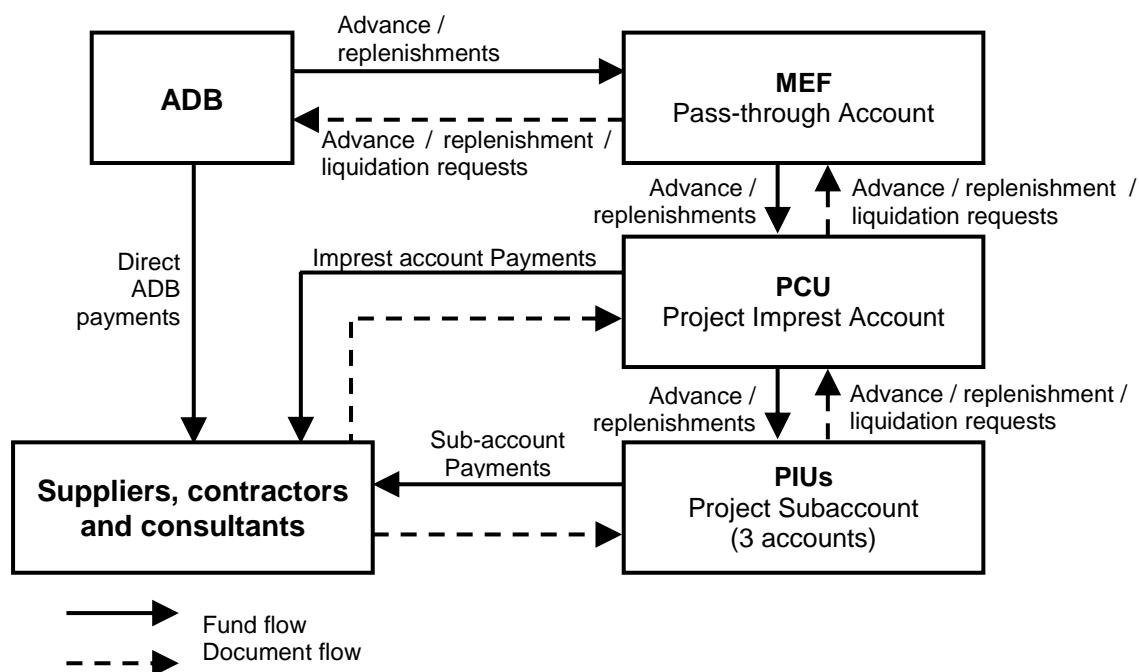 Advance /
replenishments
ADB
MEF
Pass-through Account
Advance / replenishment /
liquidation requests
Advance /
replenishments
Advance / replenishment /
liquidation requests
Direct
ADB
payments
Imprest account Payments
PCU
Project Imprest Account
Advance /
replenishments
Advance / replenishment /
liquidation requests
Sub-account
Payments
Suppliers, contractors
and consultants
PIUs
Project Subaccount
(3 accounts)
Fund flow
Document flow